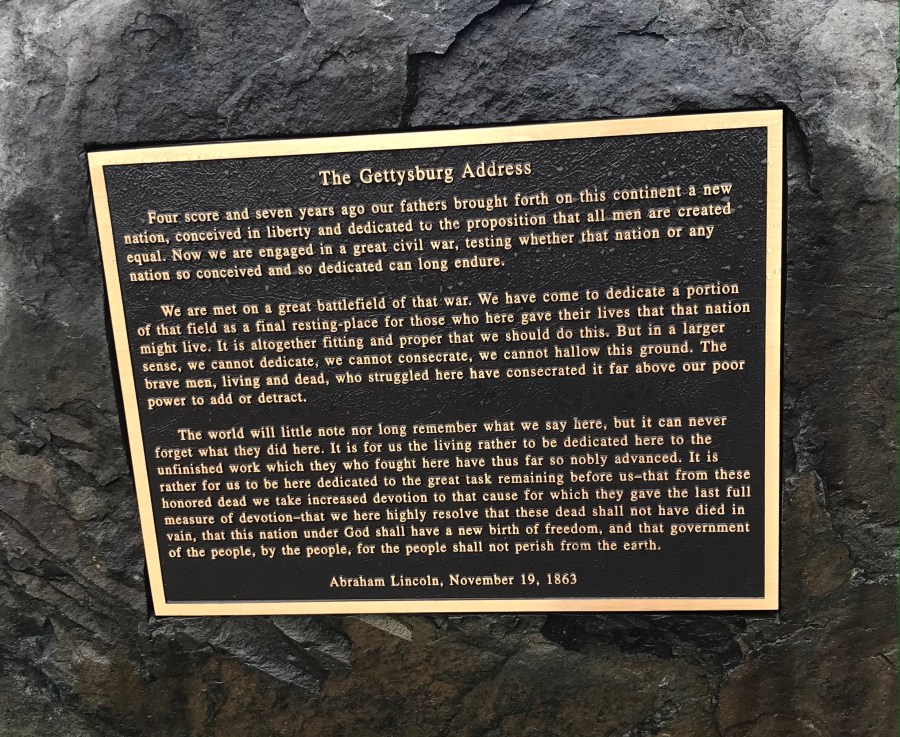 The Gettysburg Address
Four score and seven years ago our fathers brought forth on this continent a new
nation, conceived in liberty and dedicated to the proposition that all men are created
equal. Now we are engaged in a great civil war, testing whether that nation or any
nation so conceived and so dedicated can long endure.
We are met on a great battlefield of that war. We have come to dedicate a portion
of that field as a final resting-place for those who here gave their lives that that nation
might live. It is altogether fitting and proper that we should do this. But in a larger
sense, we cannot dedicate, we cannot consecrate, we cannot hallow this ground. The
brave men, living and dead, who struggled here have consecrated it far above our poor
power to add or detract.
The world will little note nor long remember what we say here, but it can never
forget what they did here. It is for us the living rather to be dedicated here to the
unfinished work which they who fought here have thus far so nobly advanced. It is
rather for us to be here dedicated to the great task remaining before us–that from these
honored dead we take increased devotion to that cause for which they gave the last full
measure of devotion–that we here highly resolve that these dead shall not have died in
vain, that this nation under God shall have a new birth of freedom, and that government
of the people, by the people, for the people shall not perish from the earth.
Abraham Lincoln, November 19, 1863